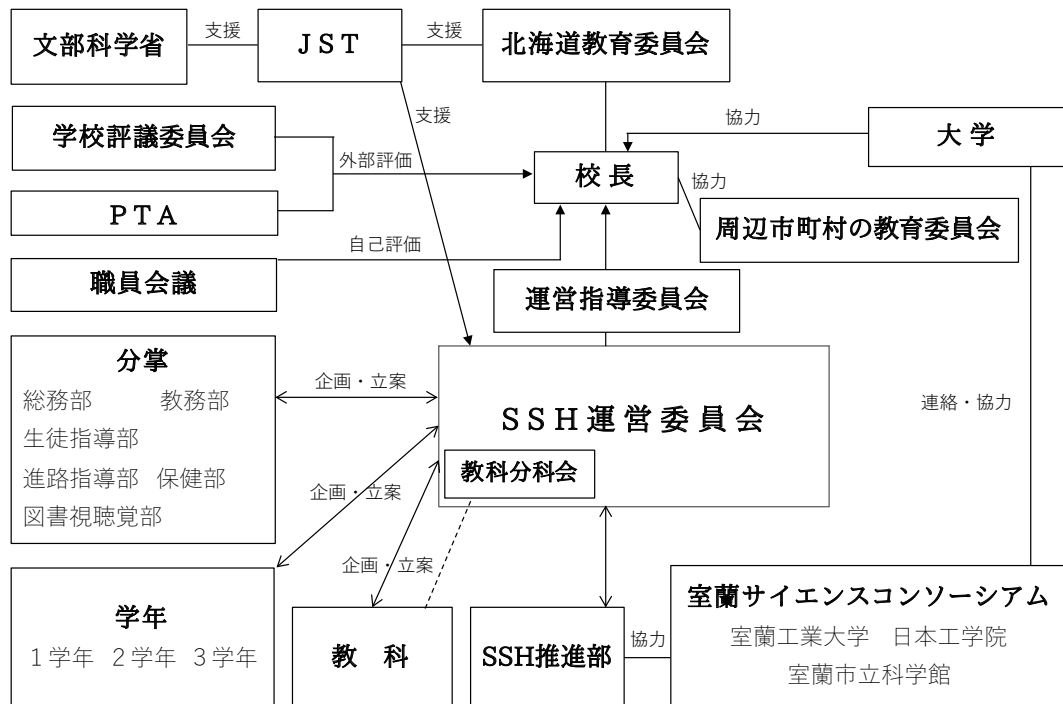 文部科学省
支援
JST
支援
北海道教育委員会
支援
学校評議委員会
外部評価
PTA
協力
大学
校長
協力
周辺市町村の教育委員会
自己評価
職員会議
運営指導委員会
分掌
総務部 教務部
生徒指導部
進路指導部 保健部
図書視聴覚部
企画・立案
SSH運営委員会
教科分科会
連絡・協力
企画・立案
企画・立案
学年
1学年 2学年 3学年
教 科
SSH推進部
協力
室蘭サイエンスコンソーシアム
室蘭工業大学 日本工学院
室蘭市立科学館